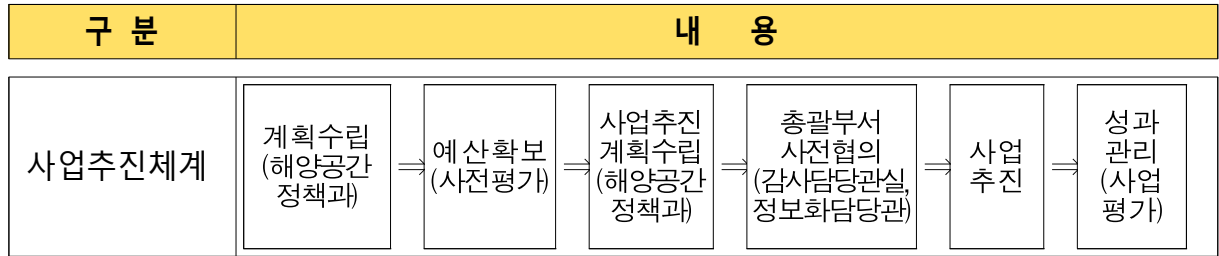 구 분
내 용
사업추진체계
계획수립
(해양공간
정책과)
⇒
예산확보
(사전평가)
⇒
사업추진
계획수립
(해양공간
정책과)
⇒
총괄부서
사전협의
(감사담당관실,
정보화담당관)
⇒
사업
추진
⇒
성과
관리
(사업
평가)